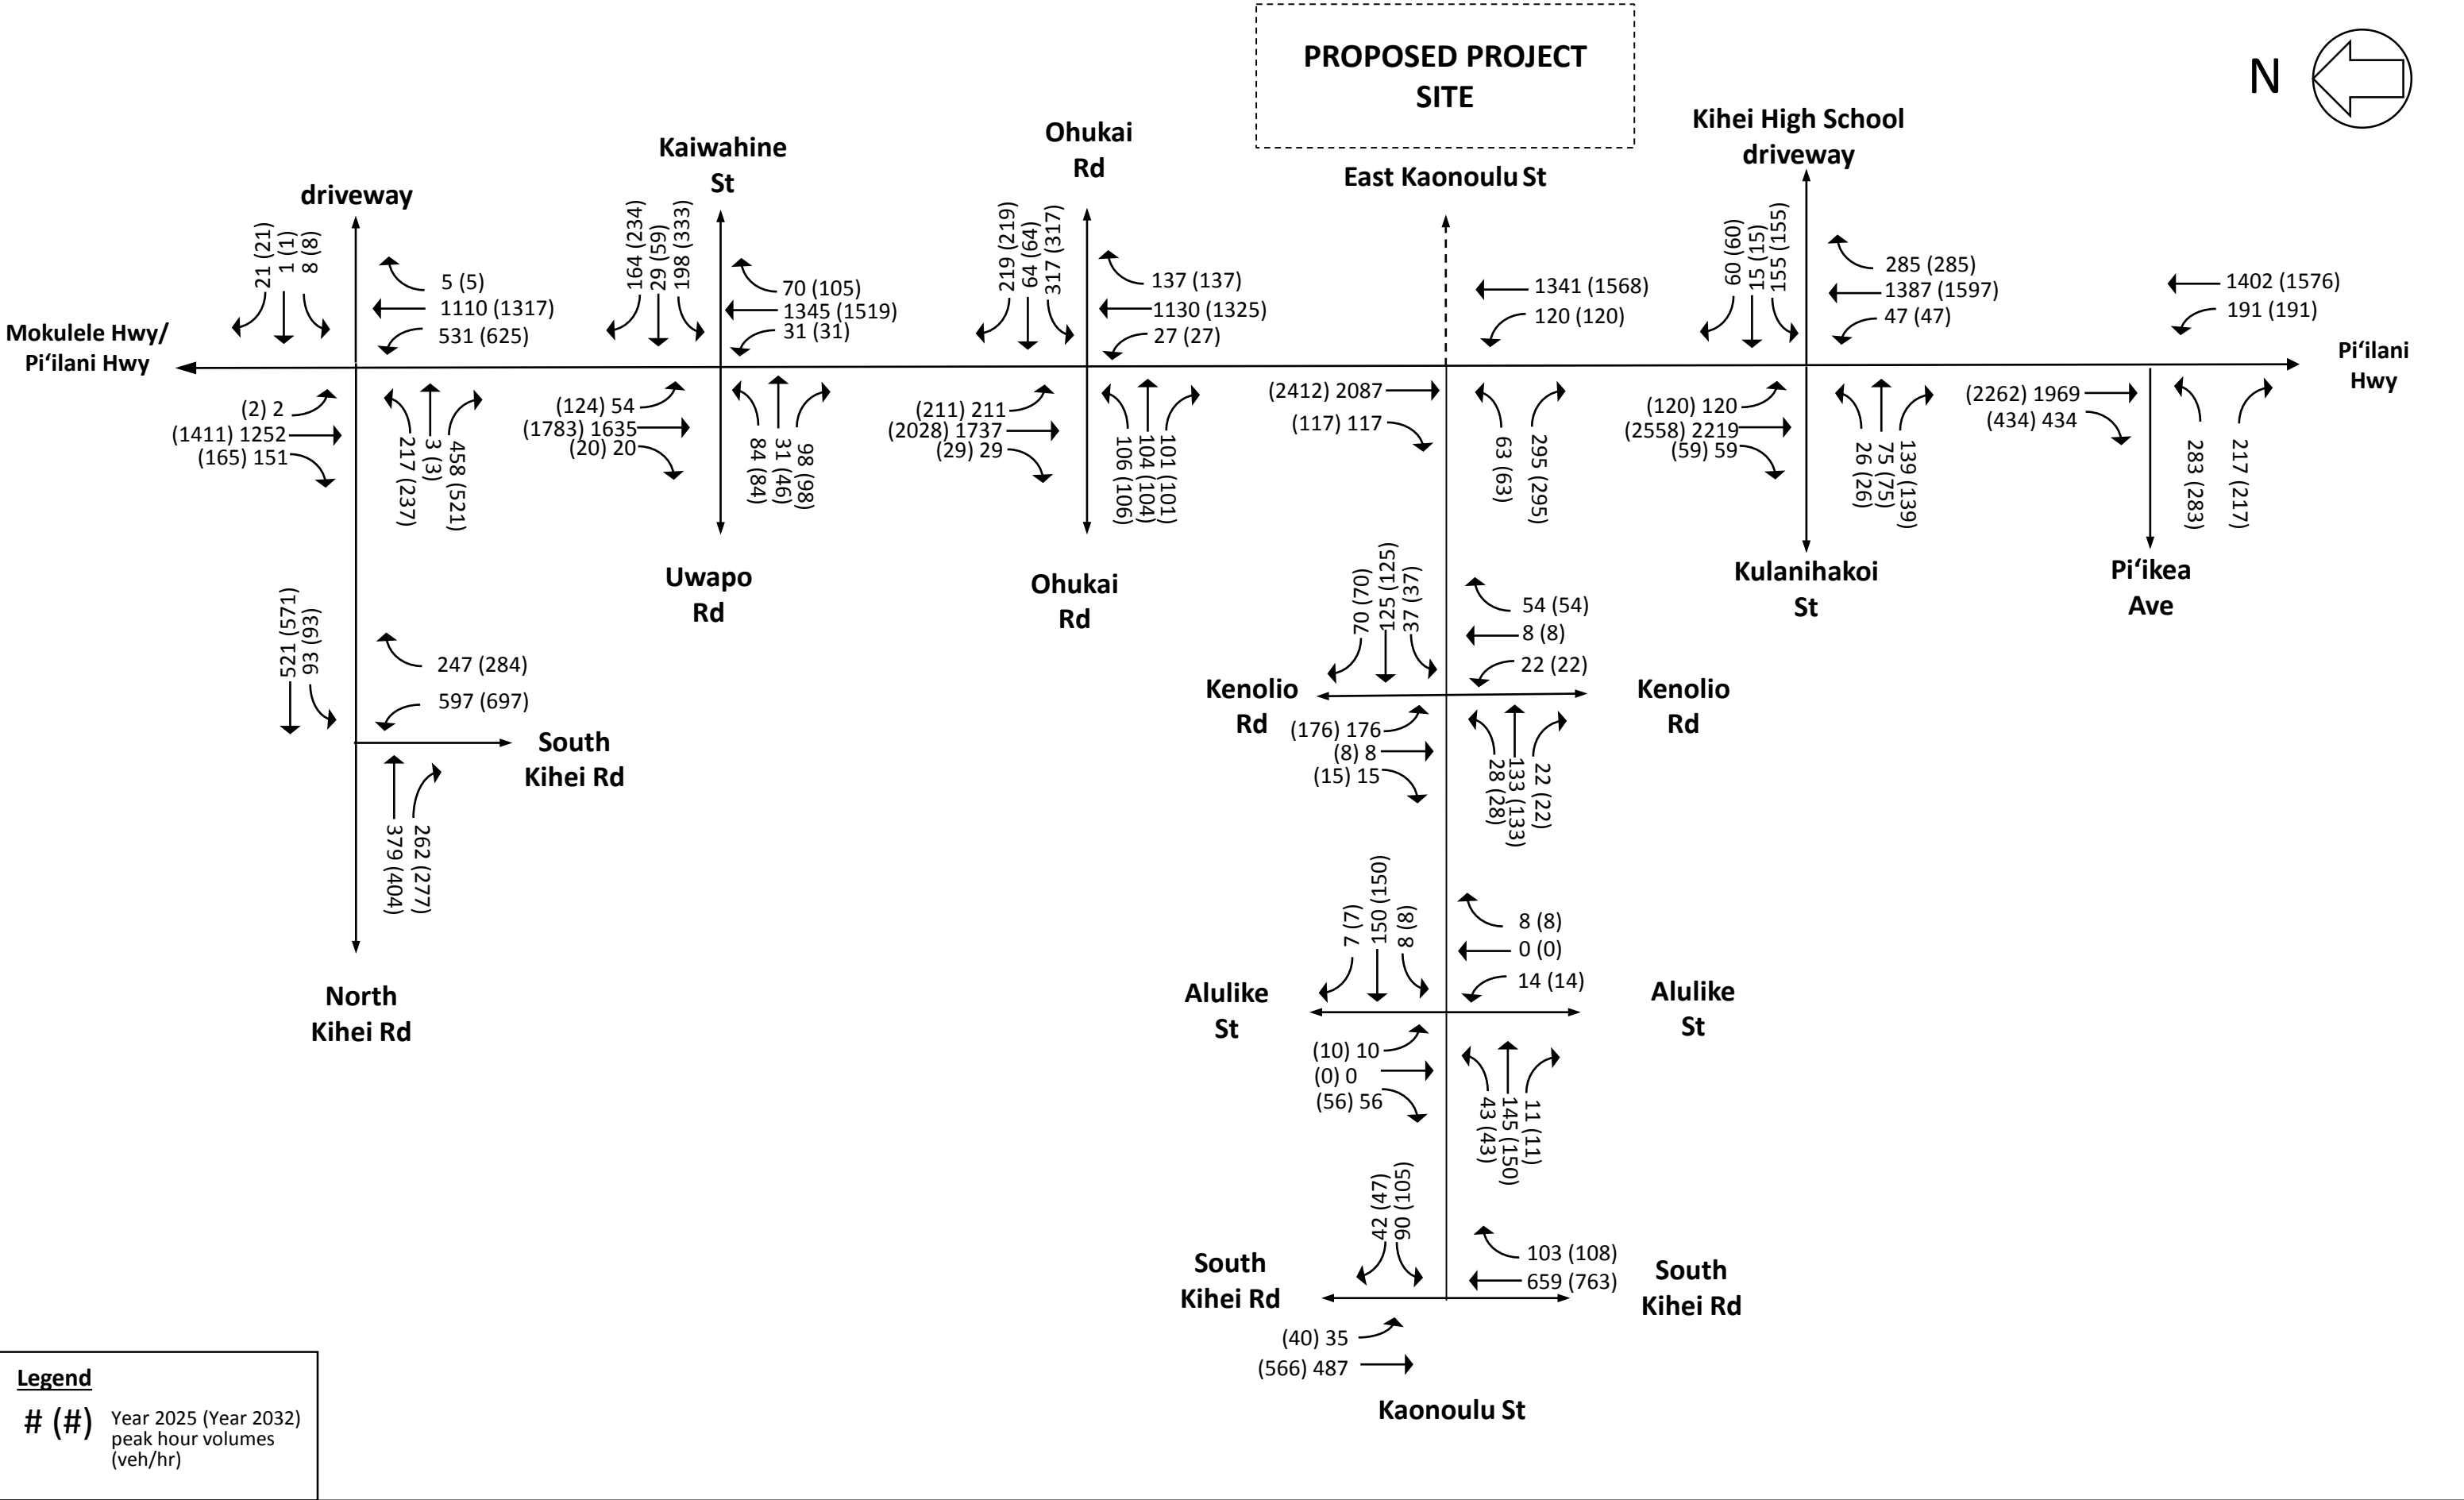 PROPOSED PROJECT
SITE
N
driveway
21 (21)
1 (1)
8 (8)
5 (5)
1110 (1317)
531 (625)
Mokulele Hwy/
Pi‘ilani Hwy
(2) 2
(1411) 1252
(165) 151
217 (237)
3 (3)
458 (521)
Kaiwahine
St
164 (234)
29 (59)
198 (333)
70 (105)
1345 (1519)
31 (31)
(124) 54
(1783) 1635
(20) 20
84 (84)
31 (46)
98 (98)
Uwapo
Rd
Ohukai
Rd
219 (219)
64 (64)
317 (317)
137 (137)
1130 (1325)
27 (27)
(211) 211
(2028) 1737
(29) 29
106 (106)
104 (104)
101 (101)
Ohukai
Rd
East Kaonoulu St
1341 (1568)
120 (120)
(2412) 2087
(117) 117
63 (63)
295 (295)
Kihei High School
driveway
60 (60)
15 (15)
155 (155)
285 (285)
1387 (1597)
47 (47)
(120) 120
(2558) 2219
(59) 59
26 (26)
75 (75)
139 (139)
Kulanihakoi
St
1402 (1576)
191 (191)
Pi‘ilani
Hwy
(2262) 1969
(434) 434
283 (283)
217 (217)
Pi‘ikea
Ave
521 (571)
93 (93)
247 (284)
597 (697)
South
Kihei Rd
379 (404)
262 (277)
North
Kihei Rd
70 (70)
125 (125)
37 (37)
54 (54)
8 (8)
22 (22)
Kenolio
Rd
Kenolio
Rd
(176) 176
(8) 8
(15) 15
28 (28)
133 (133)
22 (22)
7 (7)
150 (150)
8 (8)
8 (8)
0 (0)
14 (14)
Alulike
St
Alulike
St
(10) 10
(0) 0
(56) 56
43 (43)
145 (150)
11 (11)
42 (47)
90 (105)
103 (108)
659 (763)
South
Kihei Rd
South
Kihei Rd
(40) 35
(566) 487
Kaonoulu St
Legend
# (#)
Year 2025 (Year 2032)
peak hour volumes
(veh/hr)